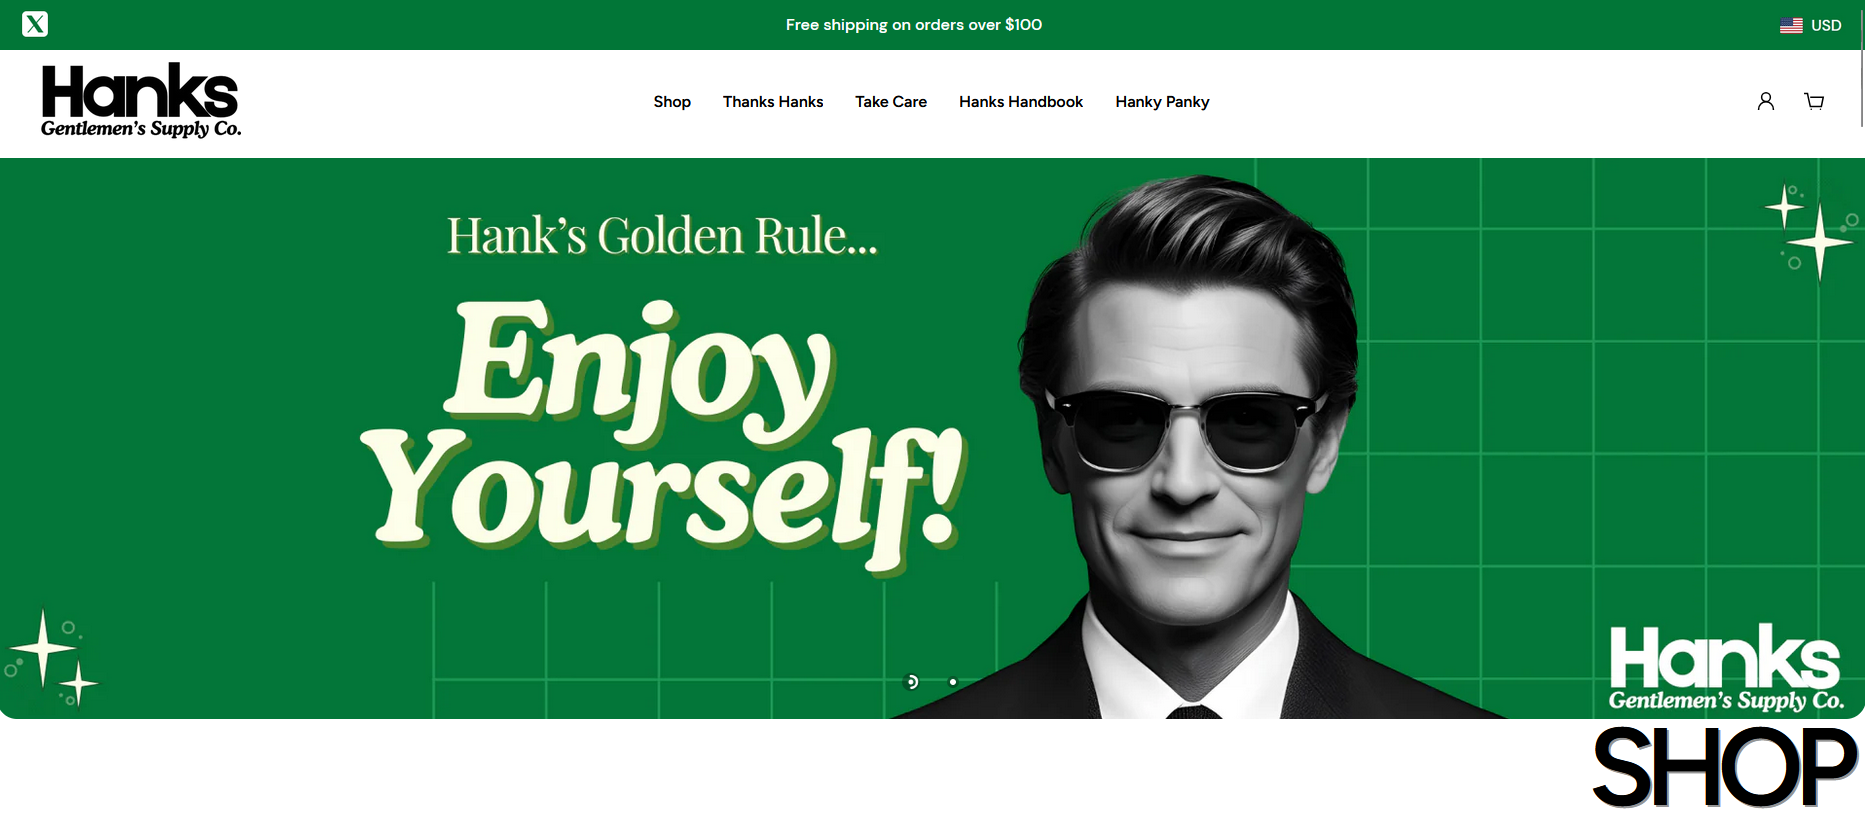 X
Free shipping on orders over $100
USD
Hanks
Gentlemen's Supply Co.
Shop
Thanks Hanks
Take Care
Hanks Handbook
Hanky Panky
Hank's Golden Rule...
Enjoy
Yourself!
Hanks
Gentlemen's Supply Co.
SHOP